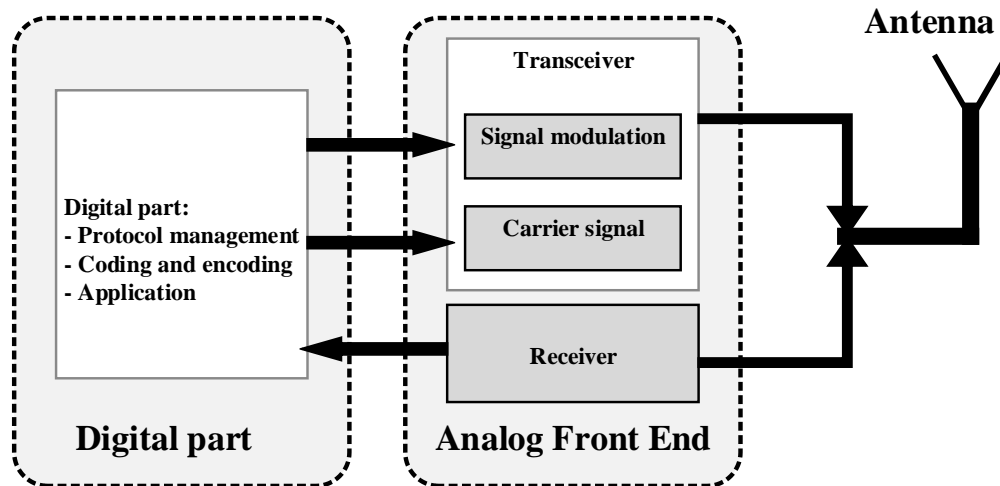 Antenna
Transceiver
Signal modulation
Carrier signal
Receiver
Digital part:
- Protocol management
- Coding and encoding
- Application
Digital part
Analog Front End